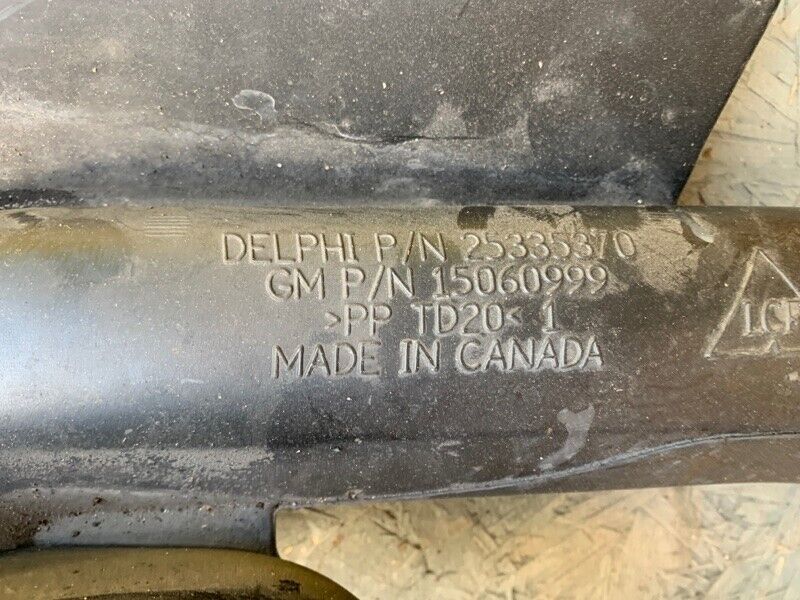 DELPHI P/N 25335370
GM P/N 15060999
>PP TD20< 1
MADE IN CANADA